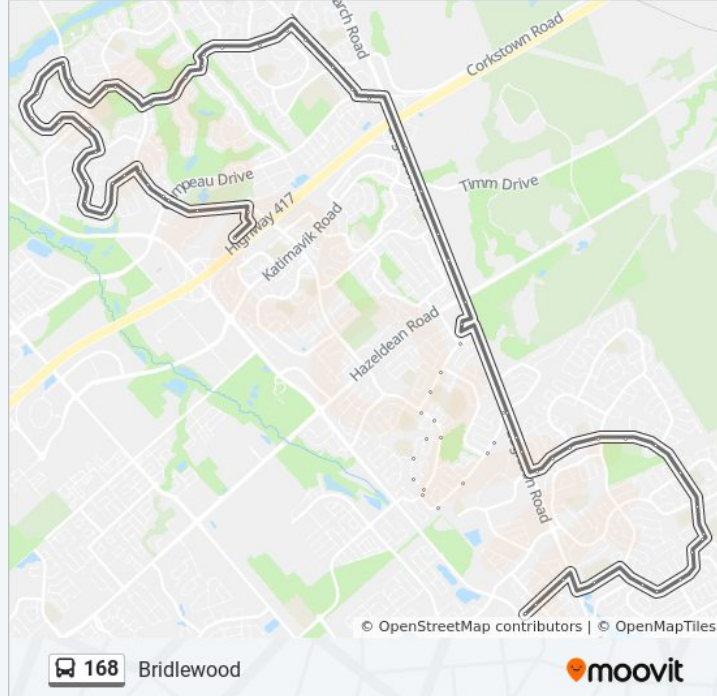 arch Road
Corkstown Road
mpeau Drive
Timm Drive
Highway 417
Katimavik Road
Hazeldean Road
n Road
© OpenStreetMap contributors | © OpenMapTiles
168 Bridlewood
moovit